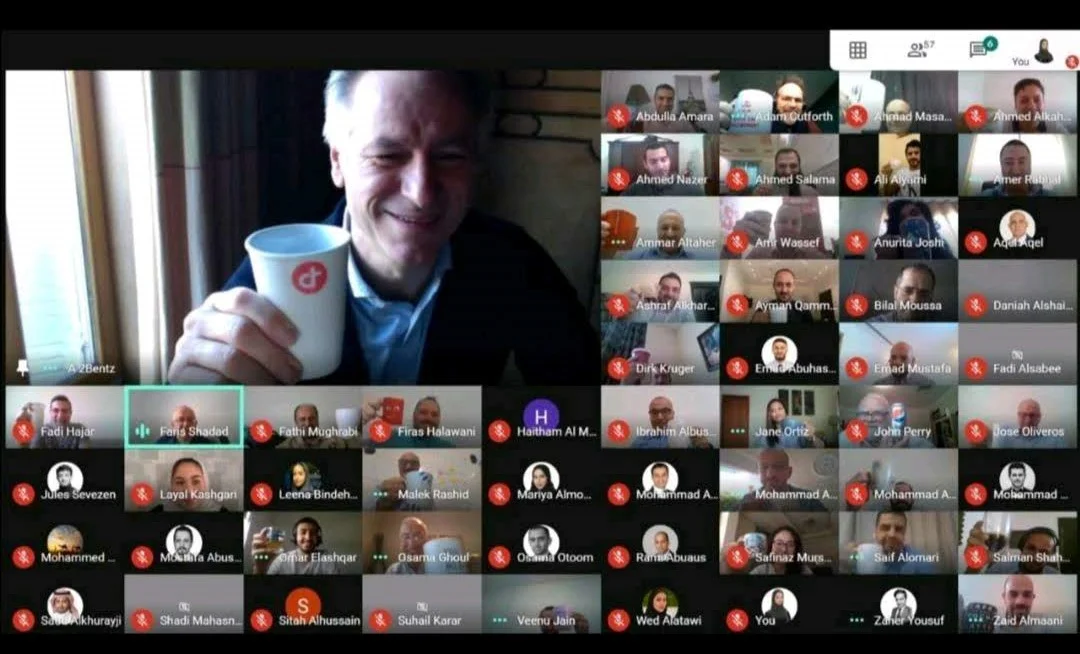 57
6
You
Abdulla Amara
Adam Cutforth
Ahmad Masa...
Ahmed Alkah...
Ahmed Nazer
Ahmed Salama
Ali Alyami
Amer Rahhal
Ammar Altaher
Amr Wassef
Anurita Joshi
Aqel Aqel
Ashraf Alkhar...
Ayman Qamm...
Bilal Moussa
Daniah Alshai...
A 2Bentz
Dirk Kruger
Emad Abuhas...
Emad Mustafa
Fadi Alsabee
Fadi Hajjar
Faris Shadad
Fathi Mughrabi
Firas Halawani
H
Haitham Al M...
Ibrahim Albus...
Jane Ortiz
John Perry
Jose Oliveros
Jules Sevezen
Layal Kashgari
Leena Bindeh...
Malek Rashid
Mariya Almo...
Mohammad A...
Mohammad A...
Mohammad A...
Mohammad ...
Mohammed ...
Mostafa Abus...
Omar Elashqar
Osama Ghoul
Osama Otoom
Rami Abuaus
Safinaz Murs...
Saif Alomari
Salman Shah...
Saud Alkhurayji
Shadi Mahasn...
S
Sitah Alhussain
Suhail Karar
Veenu Jain
Wed Alatawi
You
Zaher Yousuf
Zaid Almaani